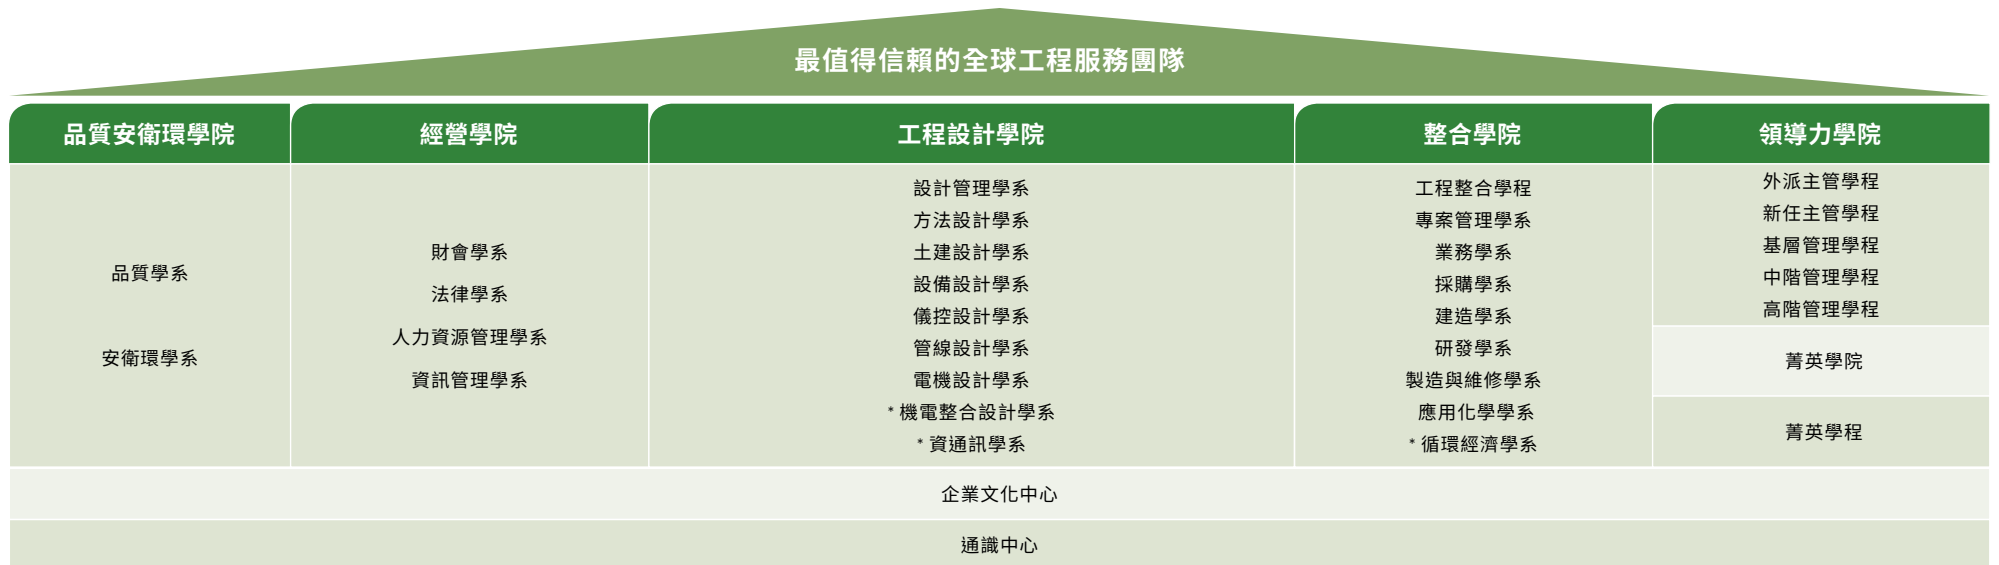 最值得信賴的全球工程服務團隊
品質安衛環學院
品質學系
安衛環學系
經營學院
財會學系
法律學系
人力資源管理學系
資訊管理學系
工程設計學院
設計管理學系
方法設計學系
土建設計學系
設備設計學系
儀控設計學系
管線設計學系
電機設計學系
* 機電整合設計學系
* 資通訊學系
整合學院
工程整合學程
專案管理學系
業務學系
採購學系
建造學系
研發學系
製造與維修學系
應用化學學系
* 循環經濟學系
領導力學院
外派主管學程
新任主管學程
基層管理學程
中階管理學程
高階管理學程
菁英學院
菁英學程
企業文化中心
通識中心